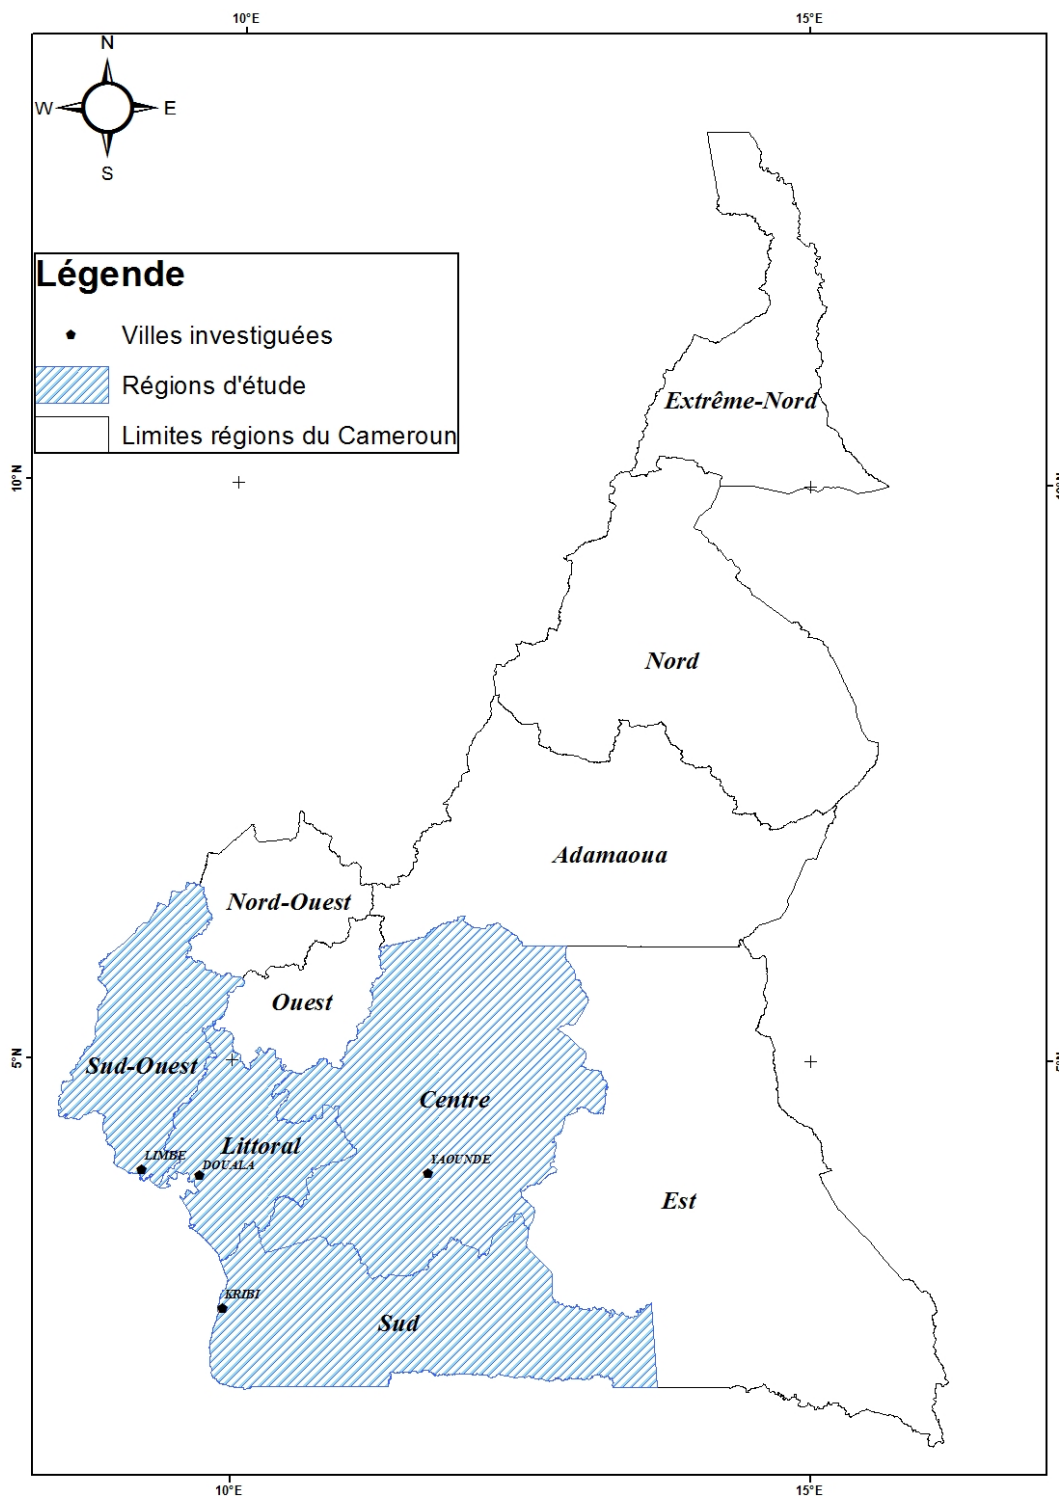 10°E
15°E
N
W
E
S
Légende
Villes investiguées
Régions d'étude
Limites régions du Cameroun
Extrême-Nord
10°N
Nord
Adamaoua
Nord-Ouest
Ouest
5°N
5°N
Sud-Ouest
Centre
Littoral
LIMBE
DOUALA
YAOUNDE
Est
KRIBI
Sud
10°E
15°E